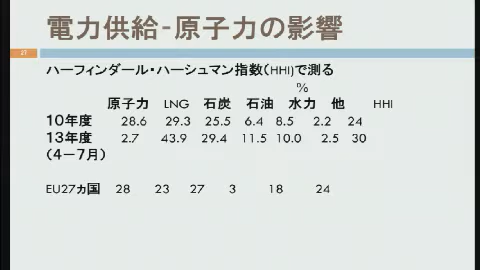 電力供給-原子力の影響
21
ハーフィンダール・ハーシュマン指数(HHI)で測る
%
原子力 LNG 石炭 石油 水力 他 HHI
10年度 28.6 29.3 25.5 6.4 8.5 2.2 24
13年度 2.7 43.9 29.4 11.5 10.0 2.5 30
(4－7月)
EU27ヵ国 28 23 27 3 18 24